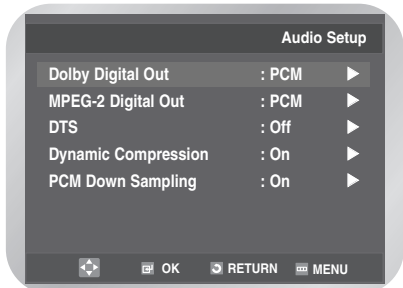 Audio Setup
Dolby Digital Out : PCM
MPEG-2 Digital Out : PCM
DTS : Off
Dynamic Compression : On
PCM Down Sampling : On
OK RETURN MENU